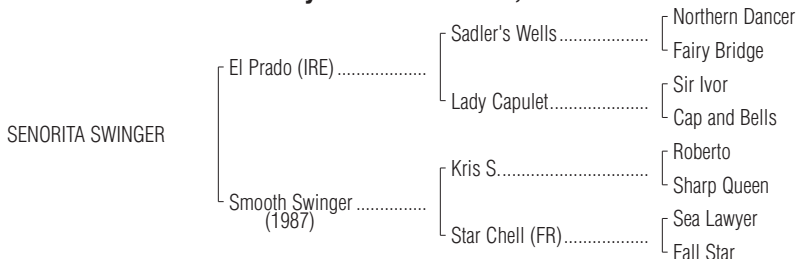 Northern Dancer
Sadler's Wells....................
Fairy Bridge
El Prado (IRE) ....................
Sir Ivor
Lady Capulet......................
Cap and Bells
SENORITA SWINGER
Roberto
Kris S.................................
Sharp Queen
Smooth Swinger ................
(1987)
Sea Lawyer
Star Chell (FR)...................
Fall Star